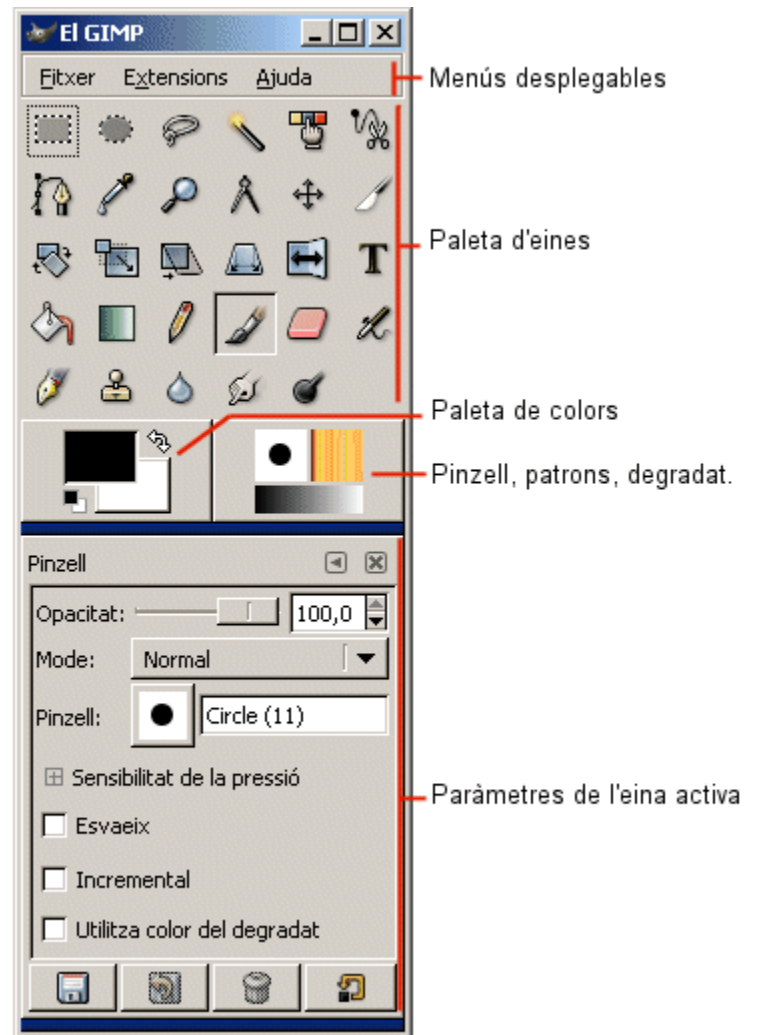 El GIMP
Fitxer Extensions Ajuda
Menús desplegables
Paleta d'eines
Paleta de colors
Pinzell, patrons, degradat.
Pinzell
Opacitat: 100,0
Mode: Normal
Pinzell: Circle (11)
Sensibilitat de la pressió
Paràmetres de l'eina activa
Esvaeix
Incremental
Utilitza color del degradat